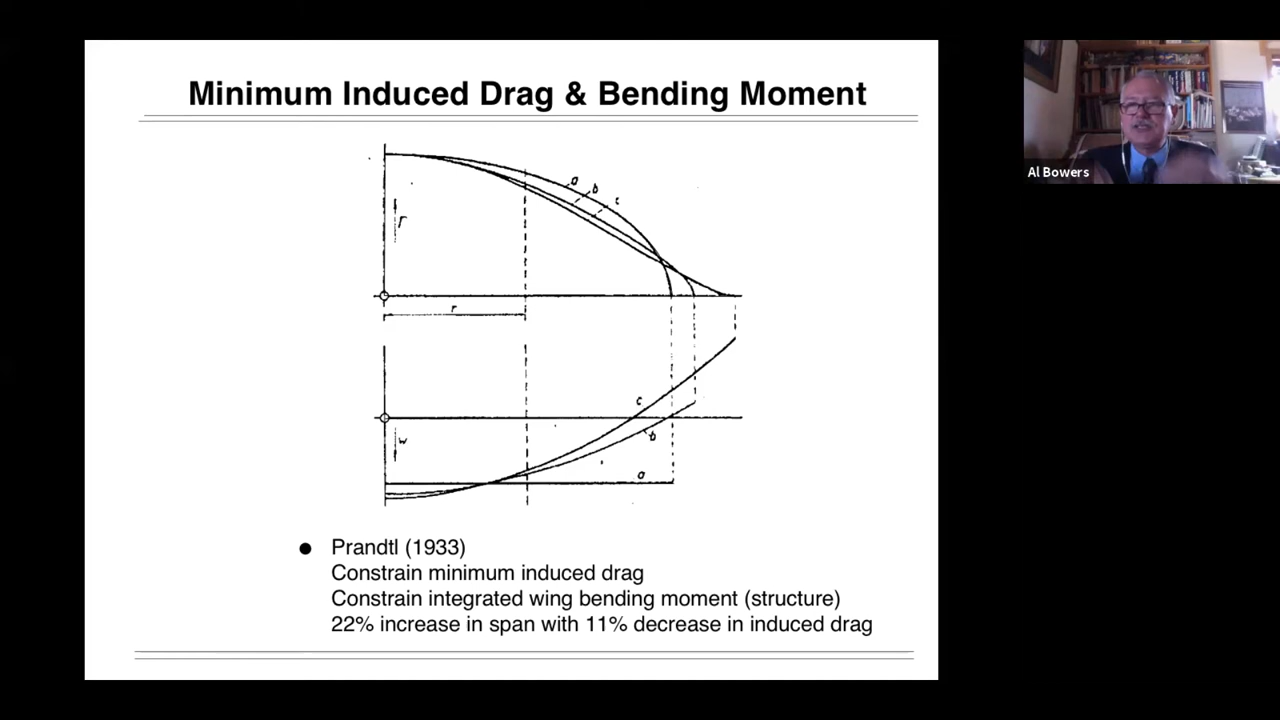 Minimum Induced Drag & Bending Moment
a
b
c
Γ
r
c
w
b
a
Prandtl (1933)
Constrain minimum induced drag
Constrain integrated wing bending moment (structure)
22% increase in span with 11% decrease in induced drag
Al Bowers